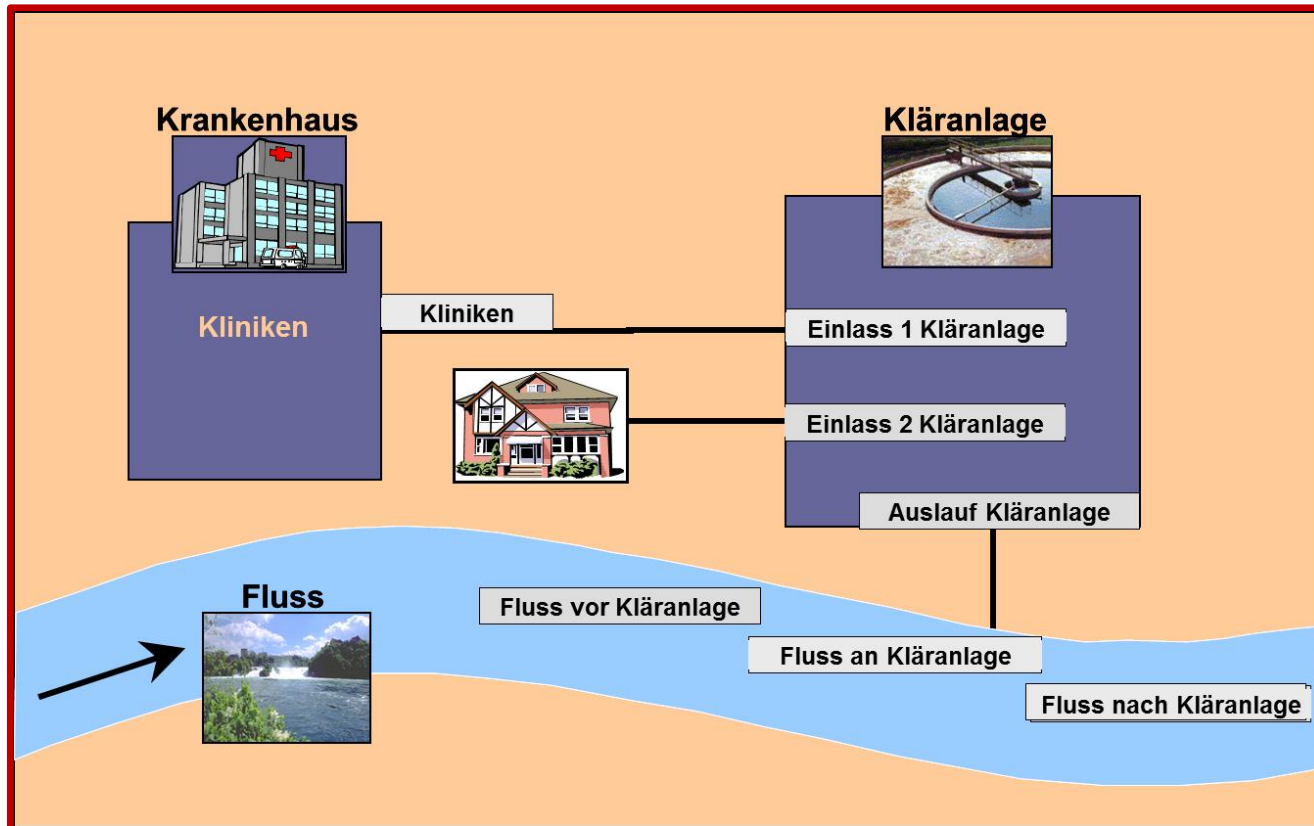 Krankenhaus
Kläranlage
Kliniken
Kliniken
Einlass 1 Kläranlage
Einlass 2 Kläranlage
Auslauf Kläranlage
Fluss
Fluss vor Kläranlage
Fluss an Kläranlage
Fluss nach Kläranlage